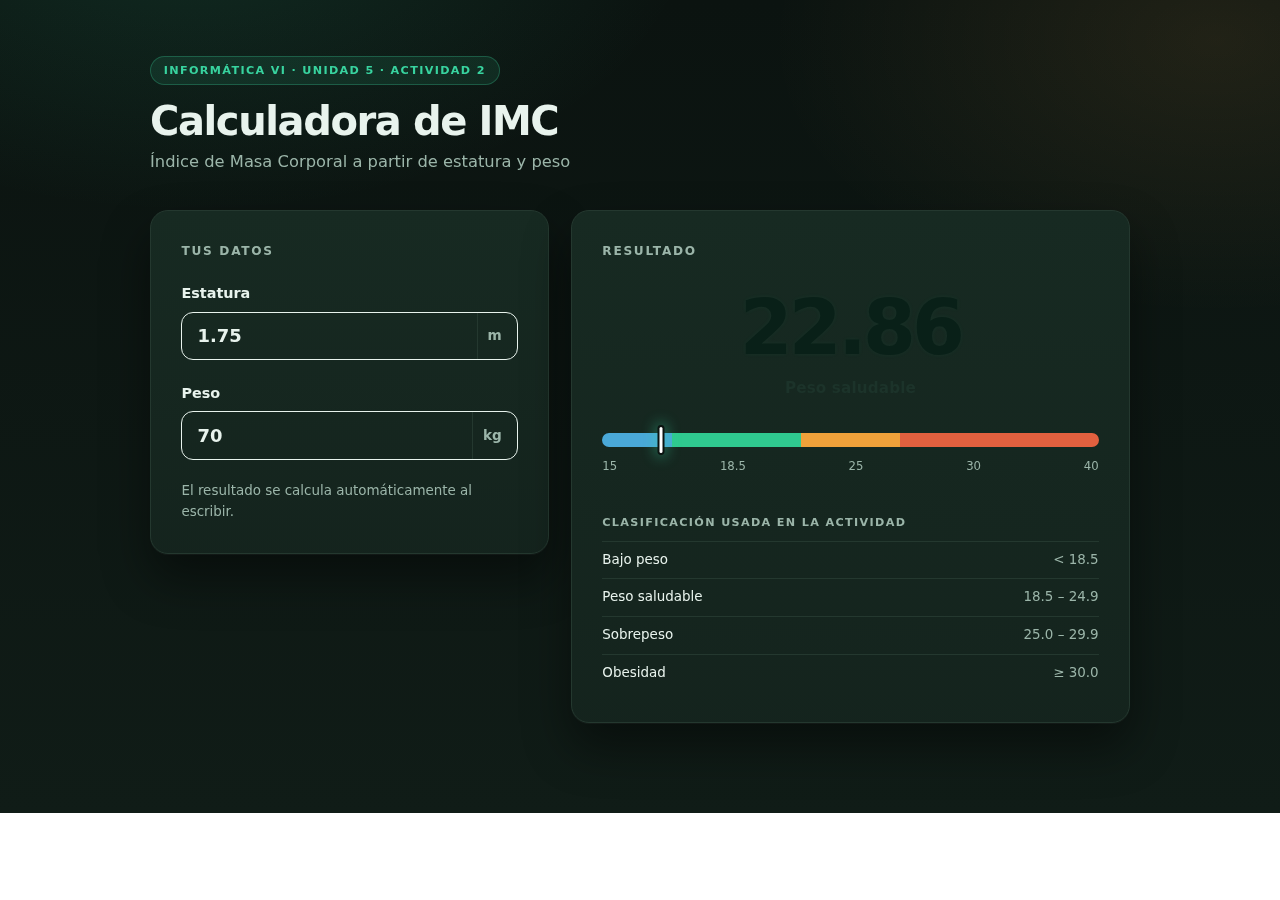 INFORMÁTICA VI · UNIDAD 5 · ACTIVIDAD 2
Calculadora de IMC
Índice de Masa Corporal a partir de estatura y peso
TUS DATOS
Estatura
1.75 m
Peso
70 kg
El resultado se calcula automáticamente al
escribir.
RESULTADO
22.86
Peso saludable
15 18.5 25 30 40
CLASIFICACIÓN USADA EN LA ACTIVIDAD
Bajo peso < 18.5
Peso saludable 18.5 – 24.9
Sobrepeso 25.0 – 29.9
Obesidad ≥ 30.0